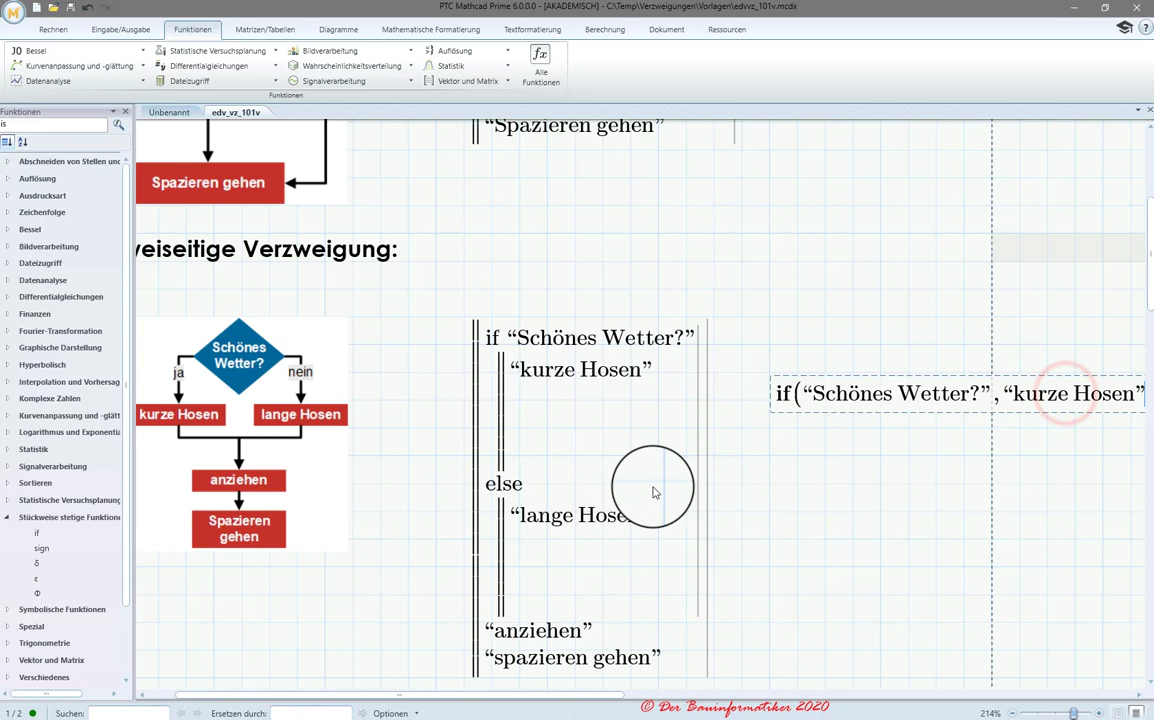 PTC Mathcad Prime 6.0.0.0 - [AKADEMISCH] - C:\Temp\Verzweigungen\Vorlagen\edvvz_101v.mcdx
Rechnen Eingabe/Ausgabe Funktionen Matrizen/Tabellen Diagramme Mathematische Formatierung Textformatierung Berechnung Dokument Ressourcen
Bessel Statistische Versuchsplanung Bildverarbeitung Auflösung
Kurvenanpassung und -glättung Differentialgleichungen Wahrscheinlichkeitsverteilung Statistik
Datenanalyse Dateizugriff Signalverarbeitung Vektor und Matrix
Alle
Funktionen
Funktionen
Funktionen
Unbenannt edv_vz_101v
is
Abschneiden von Stellen und
Auflösung
Ausdrucksart
Zeichenfolge
Bessel
Bildverarbeitung
Dateizugriff
Datenanalyse
Differentialgleichungen
Finanzen
Fourier-Transformation
Graphische Darstellung
Hyperbolisch
Interpolation und Vorhersag
Komplexe Zahlen
Kurvenanpassung und -glätt
Logarithmus und Exponentia
Statistik
Signalverarbeitung
Sortieren
Statistische Versuchsplanung
Stückweise stetige Funktione
if
sign
δ
ε
Φ
Symbolische Funktionen
Spezial
Trigonometrie
Vektor und Matrix
Verschiedenes
Spazieren gehen
“Spazieren gehen”
weiseitige Verzweigung:
Schönes
Wetter?
ja nein
kurze Hosen lange Hosen
anziehen
Spazieren
gehen
if “Schönes Wetter?”
“kurze Hosen”
else
“lange Hose
“anziehen”
“spazieren gehen”
if(“Schönes Wetter?”, “kurze Hosen”
1 / 2 Suchen: Ersetzen durch: Optionen 214%
© Der Bauinformatiker 2020